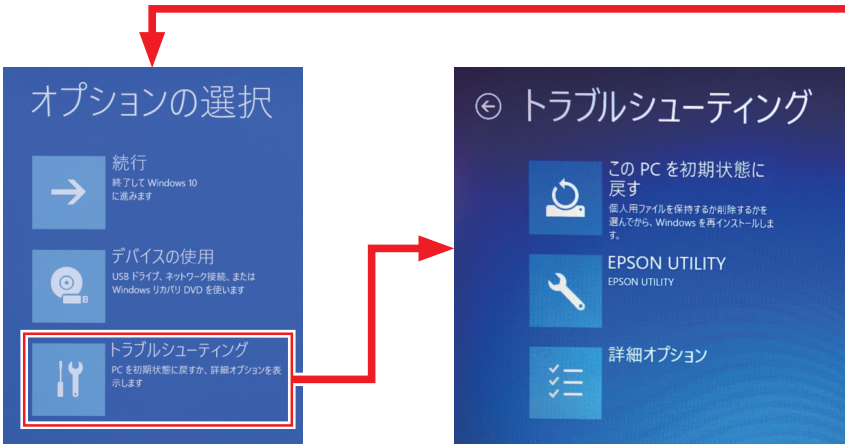 オプションの選択
続行
終了して Windows 10
に進みます
デバイスの使用
USB ドライブ、ネットワーク接続、または
Windows リカバリ DVD を使います
トラブルシューティング
PC を初期状態に戻すか、詳細オプションを表
示します
トラブルシューティング
この PC を初期状態に
戻す
個人用ファイルを保持するか削除するかを
選んでから、Windows を再インストールしま
す。
EPSON UTILITY
EPSON UTILITY
詳細オプション